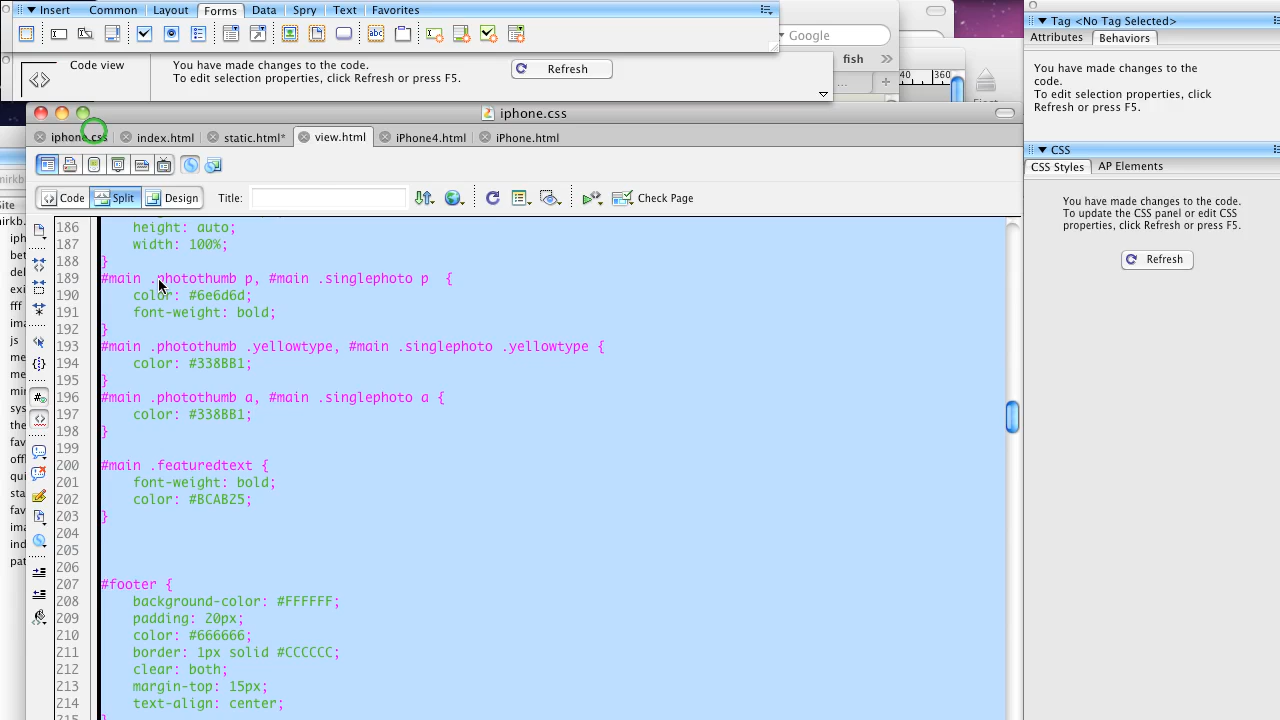 Insert Common Layout Forms Data Spry Text Favorites
Tag <No Tag Selected>
Attributes Behaviors
Google
fish
Code view
You have made changes to the code.
To edit selection properties, click Refresh or press F5.
Refresh
... +
40 360
You have made changes to the
code.
To edit selection properties, click
Refresh or press F5.
iphone.css
iphone.css index.html static.html* view.html iPhone4.html iPhone.html
CSS
CSS Styles AP Elements
Code Split Design Title: Check Page
You have made changes to the code.
To update the CSS panel or edit CSS
properties, click Refresh or press F5.
Refresh
186 height: auto;
187 width: 100%;
188 }
189 #main .photothumb p, #main .singlephoto p {
190 color: #6e6d6d;
191 font-weight: bold;
192 }
193 #main .photothumb .yellowtype, #main .singlephoto .yellowtype {
194 color: #338BB1;
195 }
196 #main .photothumb a, #main .singlephoto a {
197 color: #338BB1;
198 }
199
200 #main .featuredtext {
201 font-weight: bold;
202 color: #BCAB25;
203 }
204
205
206
207 #footer {
208 background-color: #FFFFFF;
209 padding: 20px;
210 color: #666666;
211 border: 1px solid #CCCCCC;
212 clear: both;
213 margin-top: 15px;
214 text-align: center;
215 }